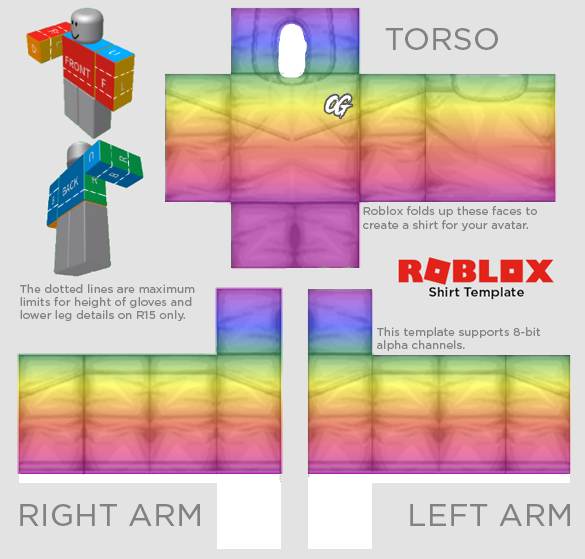 TORSO
FRONT
F
L
U
R
OG
BACK
U
R
R
Roblox folds up these faces to
create a shirt for your avatar.
ROBLOX
Shirt Template
The dotted lines are maximum
limits for height of gloves and
lower leg details on R15 only.
This template supports 8-bit
alpha channels.
RIGHT ARM
LEFT ARM